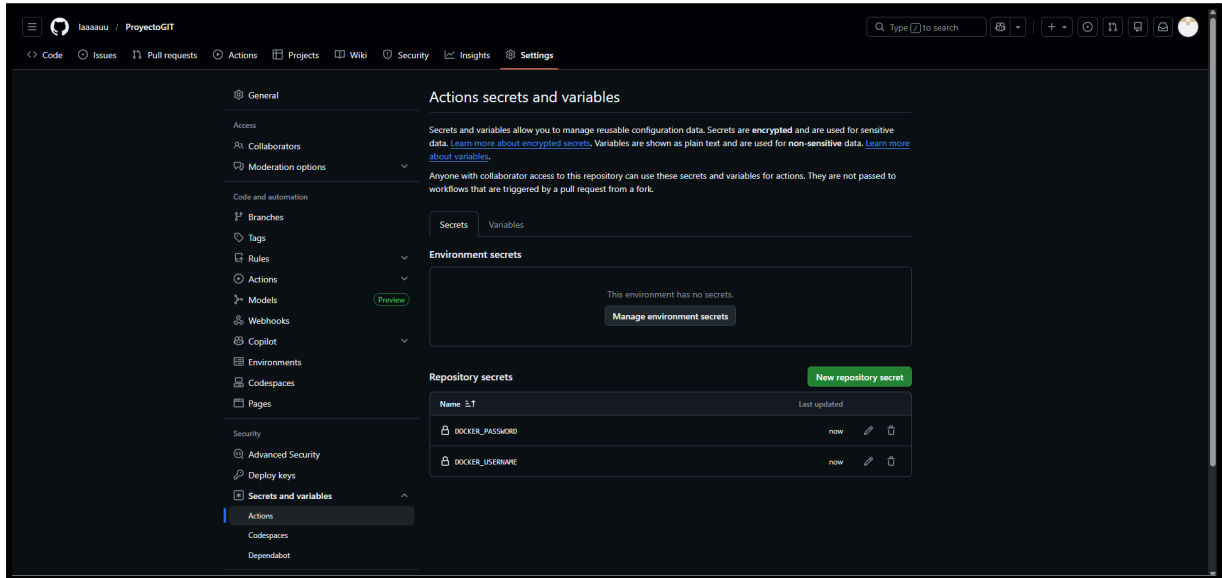 laaaauu / ProyectoGIT
Type / to search
Code Issues Pull requests Actions Projects Wiki Security Insights Settings
General
Access
Collaborators
Moderation options
Code and automation
Branches
Tags
Rules
Actions
Models Preview
Webhooks
Copilot
Environments
Codespaces
Pages
Security
Advanced Security
Deploy keys
Secrets and variables
Actions
Codespaces
Dependabot
Actions secrets and variables
Secrets and variables allow you to manage reusable configuration data. Secrets are encrypted and are used for sensitive
data. Learn more about encrypted secrets. Variables are shown as plain text and are used for non-sensitive data. Learn more
about variables.
Anyone with collaborator access to this repository can use these secrets and variables for actions. They are not passed to
workflows that are triggered by a pull request from a fork.
Secrets Variables
Environment secrets
This environment has no secrets.
Manage environment secrets
Repository secrets New repository secret
Name Last updated
DOCKER_PASSWORD now
DOCKER_USERNAME now